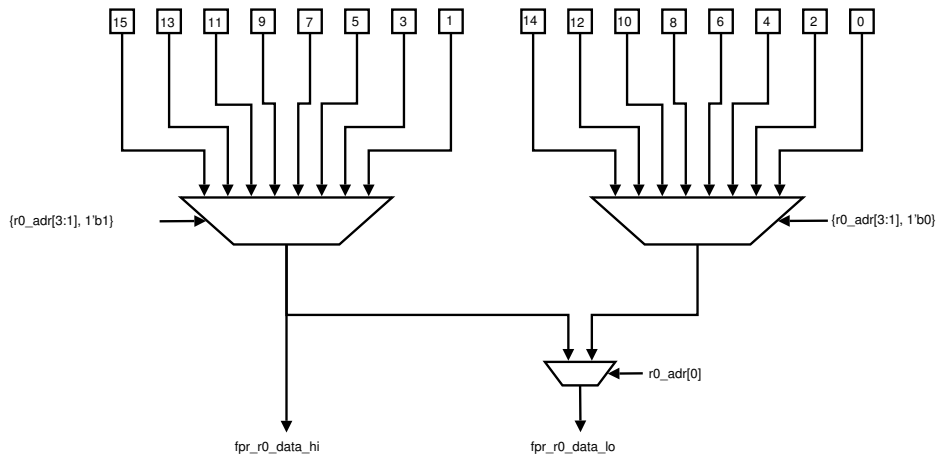 15 13 11 9 7 5 3 1 14 12 10 8 6 4 2 0
{r0_adr[3:1], 1'b1} {r0_adr[3:1], 1'b0}
r0_adr[0]
fpr_r0_data_hi fpr_r0_data_lo